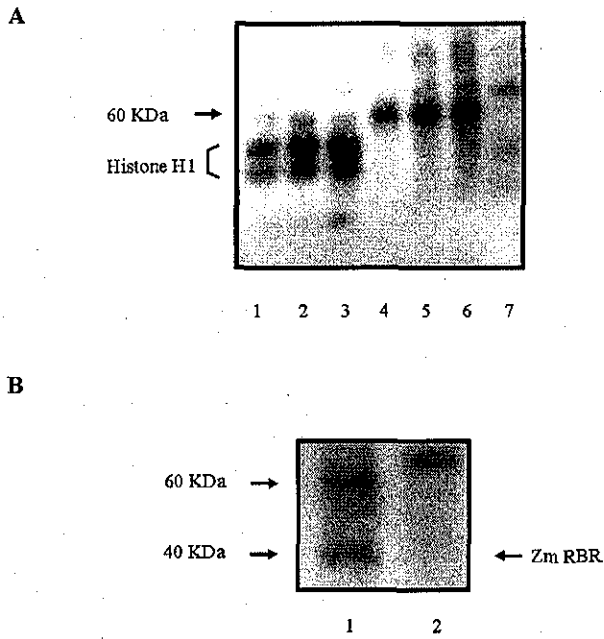 A
60 KDa
Histone H1
1 2 3 4 5 6 7
B
60 KDa
40 KDa
Zm RBR
1 2